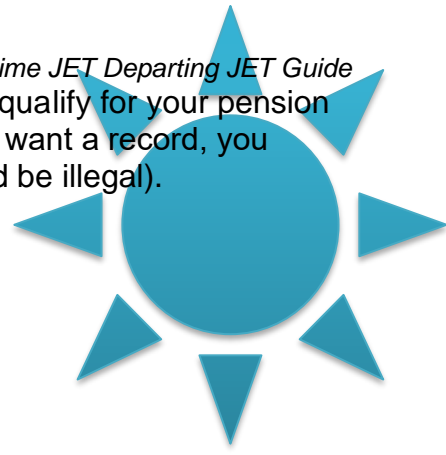 ime JET Departing JET Guide
qualify for your pension
want a record, you
d be illegal).